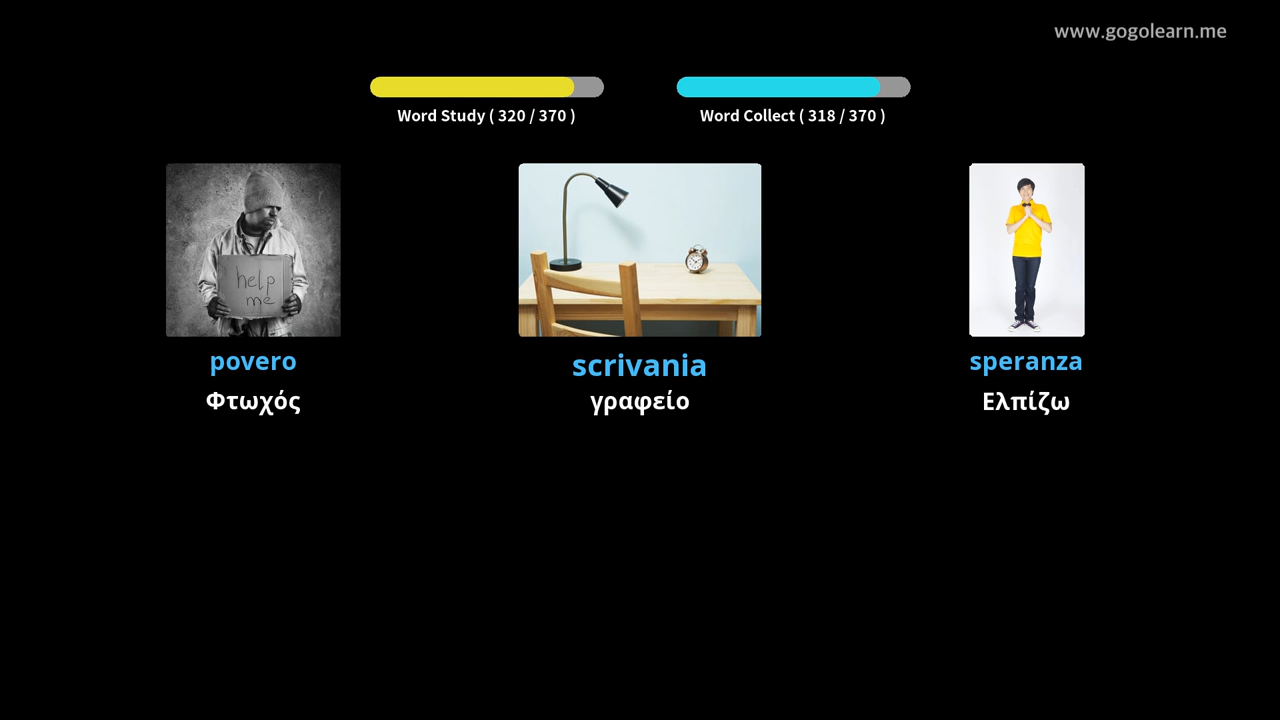 www.gogolearn.me
Word Study ( 320 / 370 )
Word Collect ( 318 / 370 )
help
me
povero
scrivania
speranza
Φτωχός
γραφείο
Ελπίζω